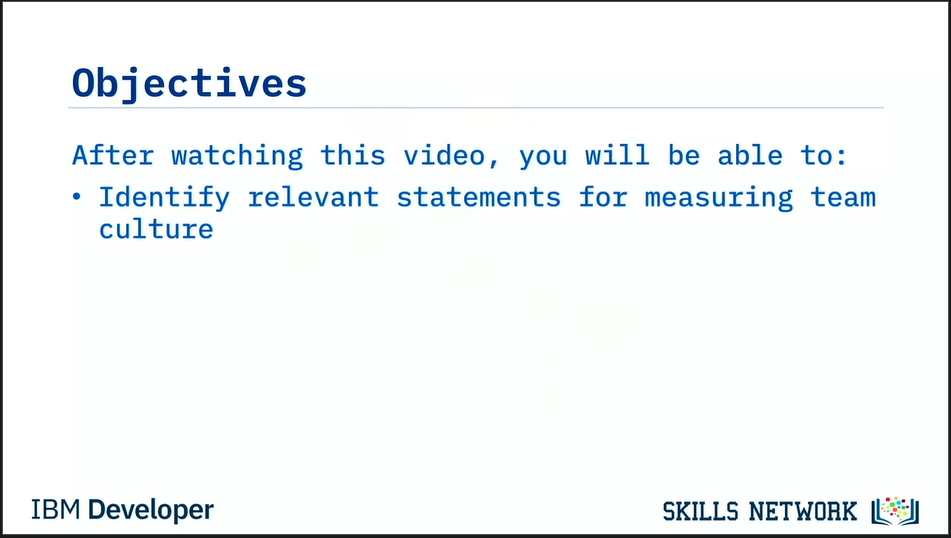 Objectives
After watching this video, you will be able to:
• Identify relevant statements for measuring team
culture
IBM Developer
SKILLS NETWORK